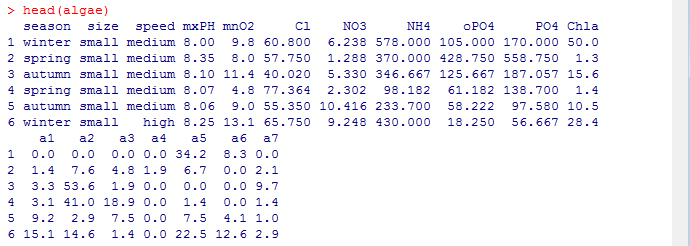 > head(algae)
  season  size  speed mxPH mnO2     Cl    NO3     NH4    oPO4     PO4 Chla
1 winter small medium 8.00  9.8 60.800  6.238 578.000 105.000 170.000 50.0
2 spring small medium 8.35  8.0 57.750  1.288 370.000 428.750 558.750  1.3
3 autumn small medium 8.10 11.4 40.020  5.330 346.667 125.667 187.057 15.6
4 spring small medium 8.07  4.8 77.364  2.302  98.182  61.182 138.700  1.4
5 autumn small medium 8.06  9.0 55.350 10.416 233.700  58.222  97.580 10.5
6 winter small   high 8.25 13.1 65.750  9.248 430.000  18.250  56.667 28.4
    a1   a2   a3  a4   a5   a6  a7
1  0.0  0.0  0.0 0.0 34.2  8.3 0.0
2  1.4  7.6  4.8 1.9  6.7  0.0 2.1
3  3.3 53.6  1.9 0.0  0.0  0.0 9.7
4  3.1 41.0 18.9 0.0  1.4  0.0 1.4
5  9.2  2.9  7.5 0.0  7.5  4.1 1.0
6 15.1 14.6  1.4 0.0 22.5 12.6 2.9